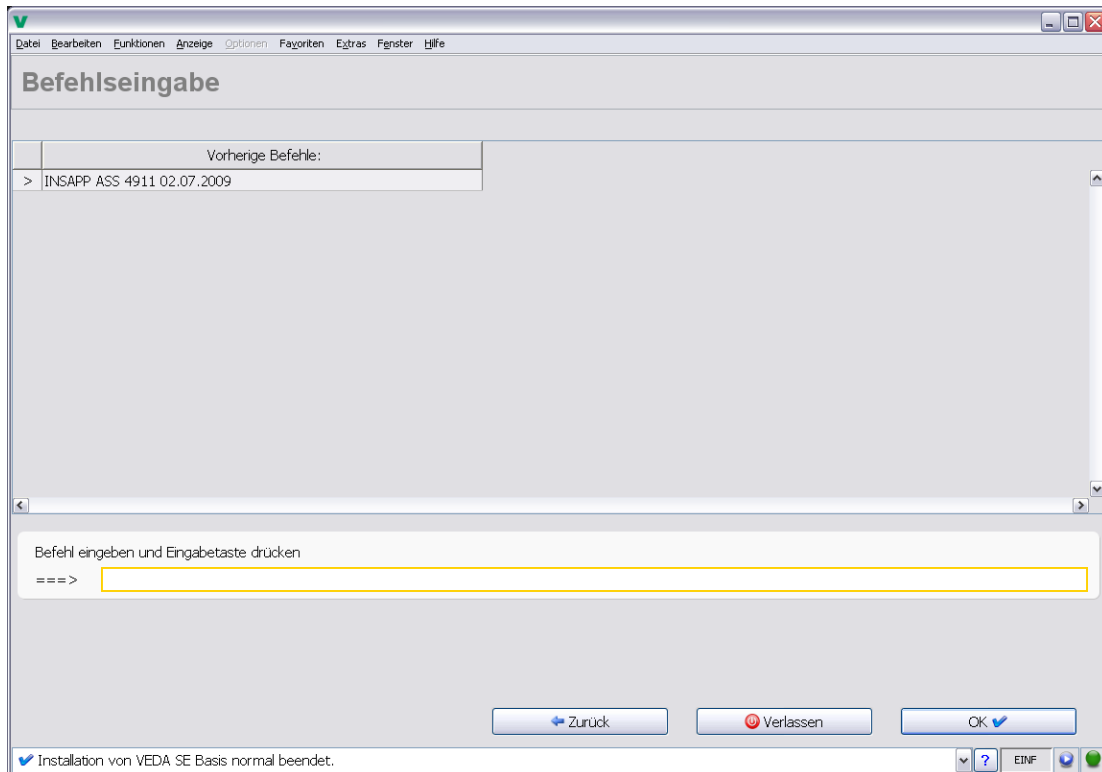 V
Datei Bearbeiten Funktionen Anzeige Optionen Favoriten Extras Fenster Hilfe
Befehlseingabe
Vorherige Befehle:
> INSAPP ASS 4911 02.07.2009
Befehl eingeben und Eingabetaste drücken
===>
Zurück Verlassen OK
Installation von VEDA SE Basis normal beendet. ? EINF